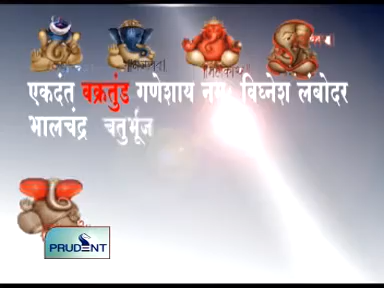 एकदंत वक्रतुंड गणेशाय नमः विघ्नेश लंबोदर
भालचंद्र चतुर्भूज
PRUDENT